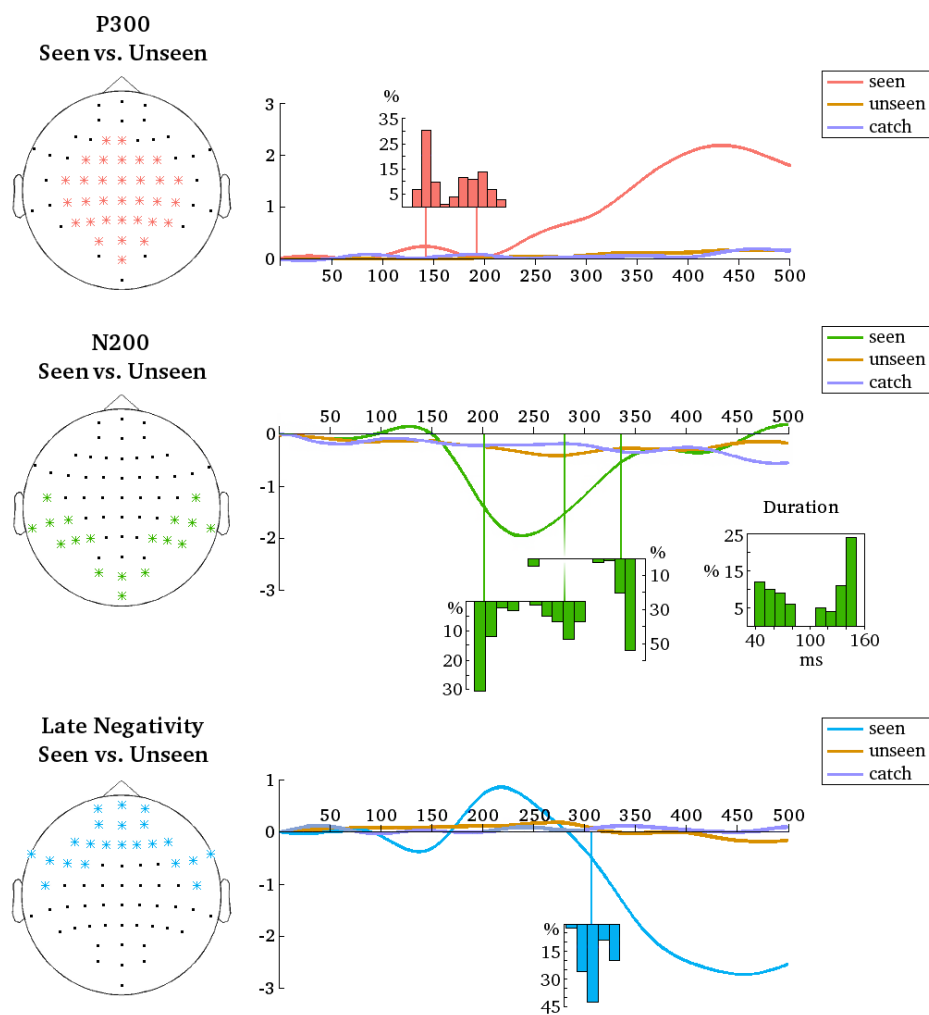 P300
Seen vs. Unseen
seen
unseen
catch
3
2
1
0
%
35
25
15
5
50 100 150 200 250 300 350 400 450 500
N200
Seen vs. Unseen
seen
unseen
catch
50 100 150 200 250 300 350 400 450 500
0
-1
-2
-3
%
10
20
30
%
10
30
50
Duration
%
25
15
5
40 100 160
ms
Late Negativity
Seen vs. Unseen
seen
unseen
catch
1
0
-1
-2
-3
50 100 150 200 250 300 350 400 450 500
%
15
30
45